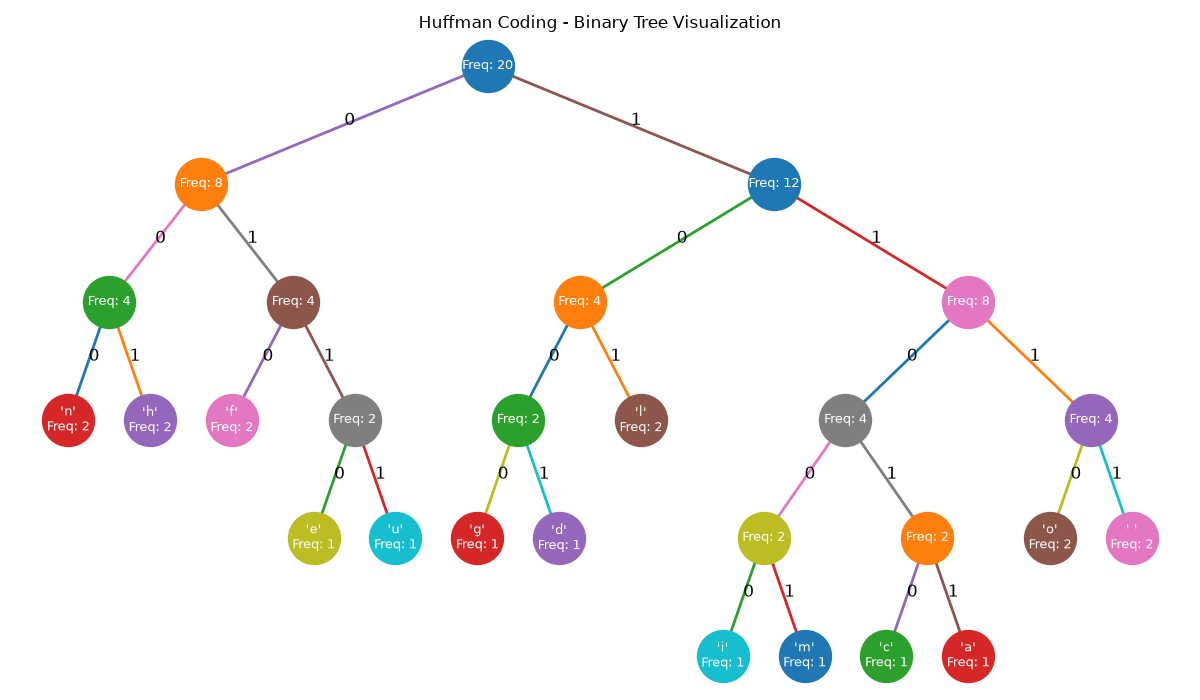 Huffman Coding - Binary Tree Visualization
Freq: 20
0
1
Freq: 8
Freq: 12
0
1
0
1
Freq: 4
Freq: 4
Freq: 4
Freq: 8
0
1
0
1
0
1
0
1
'n'
Freq: 2
'h'
Freq: 2
'f'
Freq: 2
Freq: 2
Freq: 2
'l'
Freq: 2
Freq: 4
Freq: 4
0
1
0
1
0
1
0
1
'e'
Freq: 1
'u'
Freq: 1
'g'
Freq: 1
'd'
Freq: 1
Freq: 2
Freq: 2
'o'
Freq: 2
' '
Freq: 2
0
1
0
1
'i'
Freq: 1
'm'
Freq: 1
'c'
Freq: 1
'a'
Freq: 1